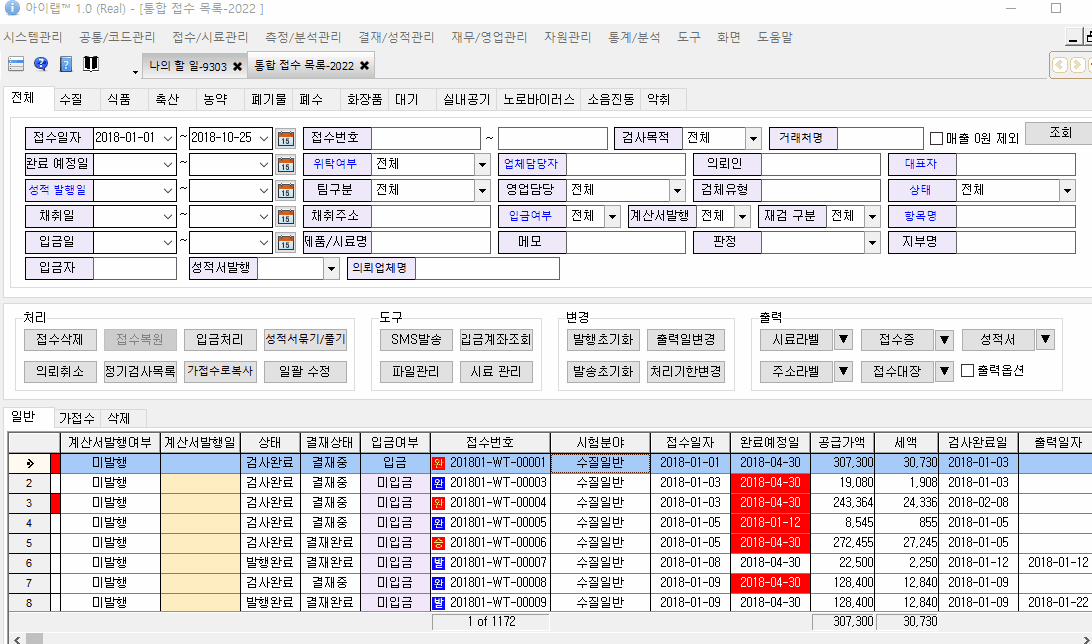 아이랩™ 1.0 (Real) - [통합 접수 목록-2022 ]
시스템관리 공통/코드관리 접수/시료관리 측정/분석관리 결재/성적관리 재무/영업관리 자원관리 통계/분석 도구 화면 도움말
나의 할 일-9303 통합 접수 목록-2022
전체 수질 식품 축산 농약 폐기물 폐수 화장품 대기 실내공기 노로바이러스 소음진동 악취
접수일자 2018-01-01 ~ 2018-10-25 15 접수번호 ~ 검사목적 전체 거래처명 매출 0원 제외 조회
완료 예정일 ~ 15 위탁여부 전체 업체담당자 의뢰인 대표자
성적 발행일 ~ 15 팀구분 전체 영업담당 전체 검체유형 상태 전체
채취일 ~ 15 채취주소 입금여부 전체 계산서발행 전체 재검 구분 전체 항목명
입금일 ~ 15 제품/시료명 메모 판정 지부명
입금자 성적서발행 의뢰업체명
처리 도구 변경 출력
접수삭제 접수복원 입금처리 성적서묶기/풀기 SMS발송 입금계좌조회 발행초기화 출력일변경 시료라벨 접수증 성적서
의뢰취소 정기검사목록 가접수로복사 일괄 수정 파일관리 시료 관리 발송초기화 처리기한변경 주소라벨 접수대장 출력옵션
일반 가접수 삭제
계산서발행여부 계산서발행일 상태 결재상태 입금여부 접수번호 시험분야 접수일자 완료예정일 공급가액 세액 검사완료일 출력일자
미발행 검사완료 결재중 입금 완 201801-WT-00001 수질일반 2018-01-01 2018-04-30 307,300 30,730 2018-01-03
2 미발행 검사완료 결재중 미입금 완 201801-WT-00003 수질일반 2018-01-03 2018-04-30 19,080 1,908 2018-01-03
3 미발행 검사완료 결재중 미입금 완 201801-WT-00004 수질일반 2018-01-03 2018-04-30 243,364 24,336 2018-02-08
4 미발행 검사완료 결재중 미입금 완 201801-WT-00005 수질일반 2018-01-05 2018-01-12 8,545 855 2018-01-05
5 미발행 검사완료 결재완료 미입금 승 201801-WT-00006 수질일반 2018-01-05 2018-04-30 272,455 27,245 2018-01-05
6 미발행 발행완료 결재완료 미입금 발 201801-WT-00007 수질일반 2018-01-08 2018-04-30 22,500 2,250 2018-01-12 2018-01-12
7 미발행 검사완료 결재중 미입금 완 201801-WT-00008 수질일반 2018-01-09 2018-04-30 128,400 12,840 2018-01-09
8 미발행 발행완료 결재완료 미입금 발 201801-WT-00009 수질일반 2018-01-09 2018-04-30 128,400 12,840 2018-01-09 2018-01-22
1 of 1172 307,300 30,730